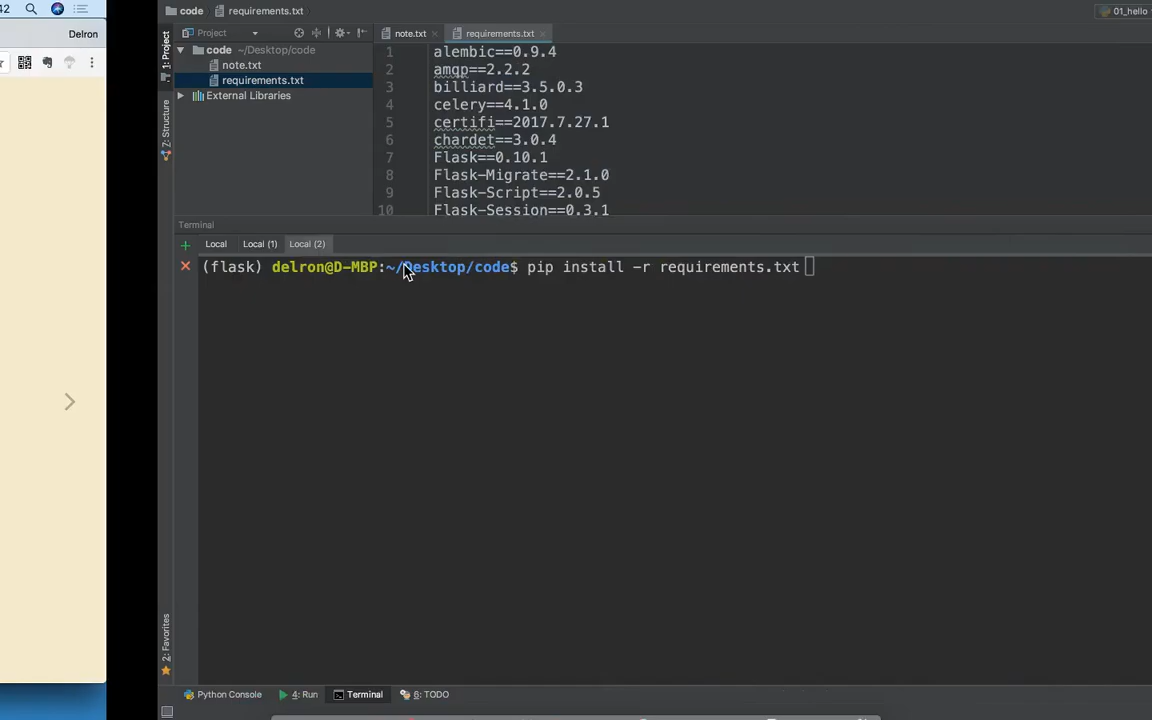 42
Delron
code
requirements.txt
01_hello
1: Project
Project
note.txt
requirements.txt
code ~/Desktop/code
note.txt
requirements.txt
External Libraries
Z: Structure
1 alembic==0.9.4
2 amqp==2.2.2
3 billiard==3.5.0.3
4 celery==4.1.0
5 certifi==2017.7.27.1
6 chardet==3.0.4
7 Flask==0.10.1
8 Flask-Migrate==2.1.0
9 Flask-Script==2.0.5
10 Flask-Session==0.3.1
Terminal
Local
Local (1)
Local (2)
(flask) delron@D-MBP:~/Desktop/code$ pip install -r requirements.txt
2: Favorites
Python Console
4: Run
Terminal
6: TODO